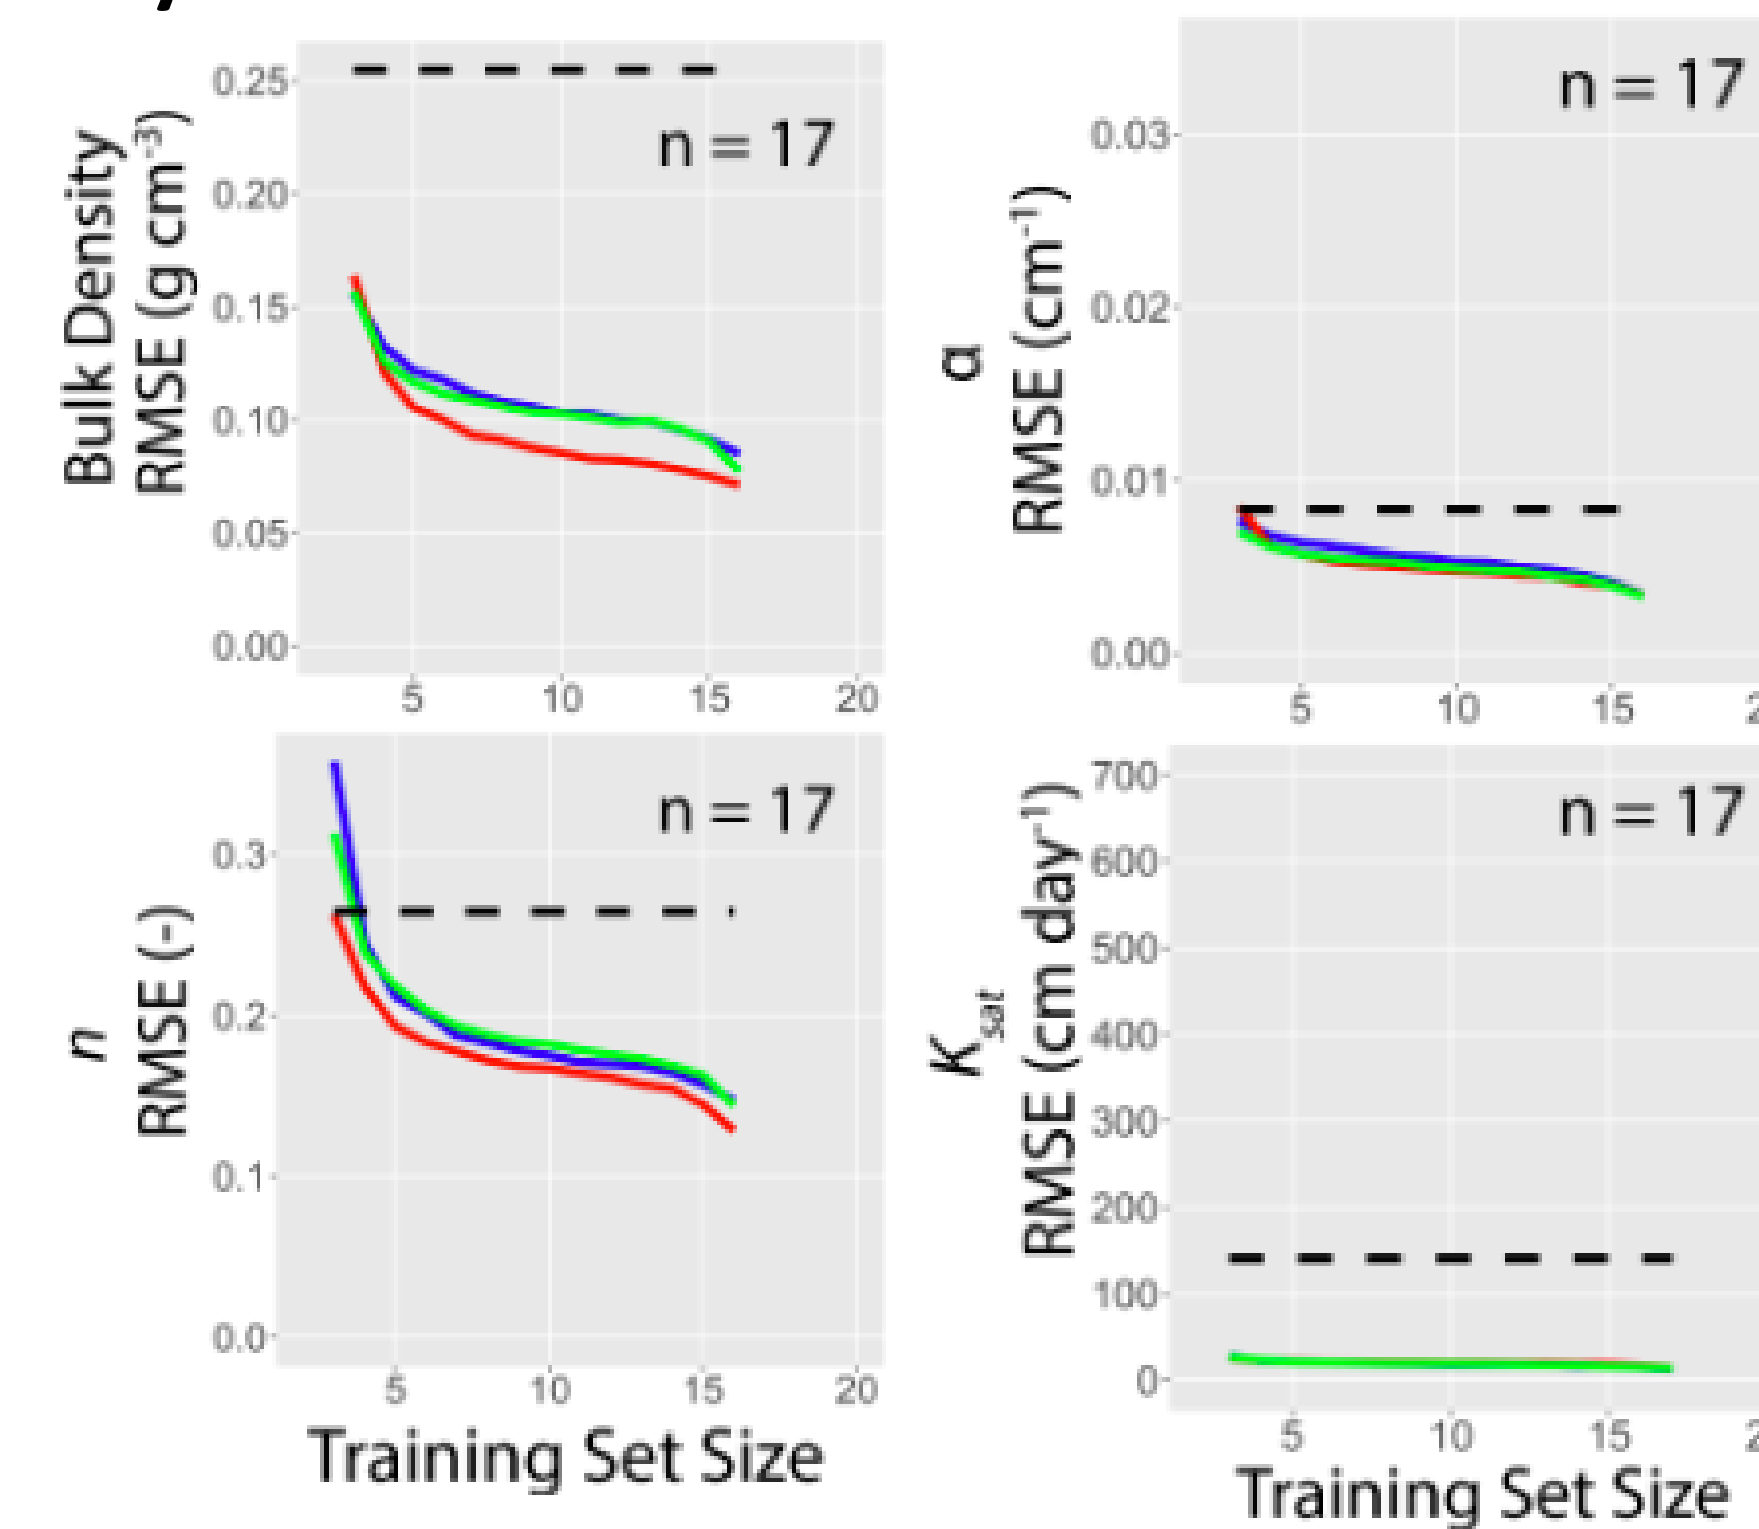 Bulk Density
RMSE (g cm⁻³)
0.25
0.20
0.15
0.10
0.05
0.00
n = 17
5 10 15 20
α
RMSE (cm⁻¹)
0.03
0.02
0.01
0.00
n = 17
5 10 15
n
RMSE (-)
0.3
0.2
0.1
0.0
n = 17
5 10 15 20
Training Set Size
Ksat
RMSE (cm day⁻¹)
700
600
500
400
300
200
100
0
n = 17
5 10 15
Training Set Size